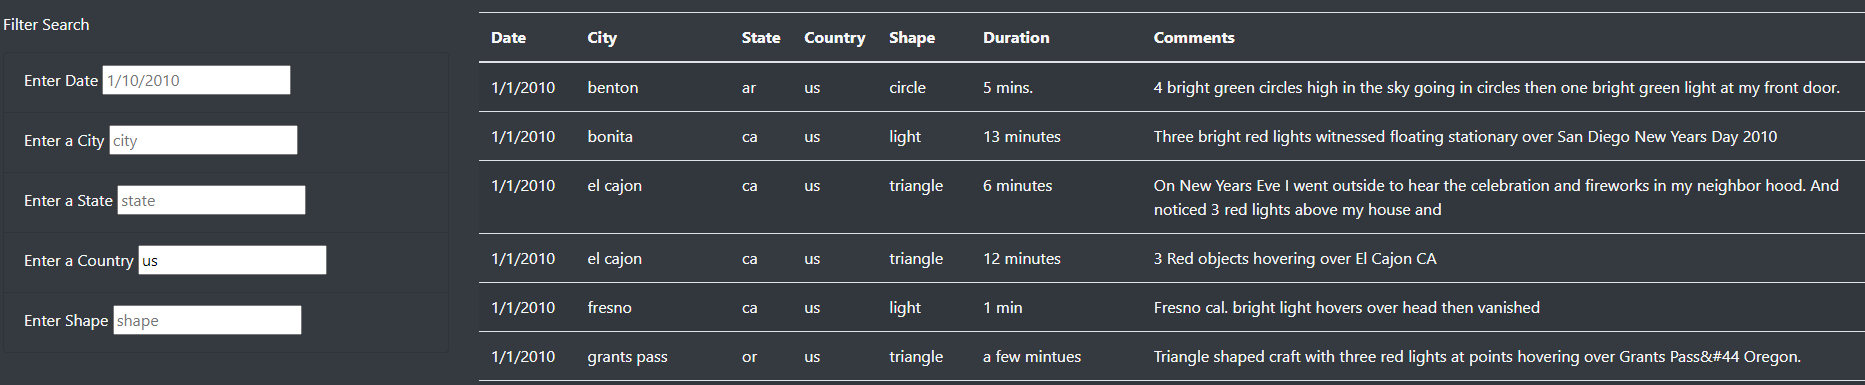 Filter Search
Enter Date 1/10/2010
Enter a City city
Enter a State state
Enter a Country us
Enter Shape shape
Date City State Country Shape Duration Comments
1/1/2010 benton ar us circle 5 mins. 4 bright green circles high in the sky going in circles then one bright green light at my front door.
1/1/2010 bonita ca us light 13 minutes Three bright red lights witnessed floating stationary over San Diego New Years Day 2010
1/1/2010 el cajon ca us triangle 6 minutes On New Years Eve I went outside to hear the celebration and fireworks in my neighbor hood. And
noticed 3 red lights above my house and
1/1/2010 el cajon ca us triangle 12 minutes 3 Red objects hovering over El Cajon CA
1/1/2010 fresno ca us light 1 min Fresno cal. bright light hovers over head then vanished
1/1/2010 grants pass or us triangle a few mintues Triangle shaped craft with three red lights at points hovering over Grants Pass&#44 Oregon.